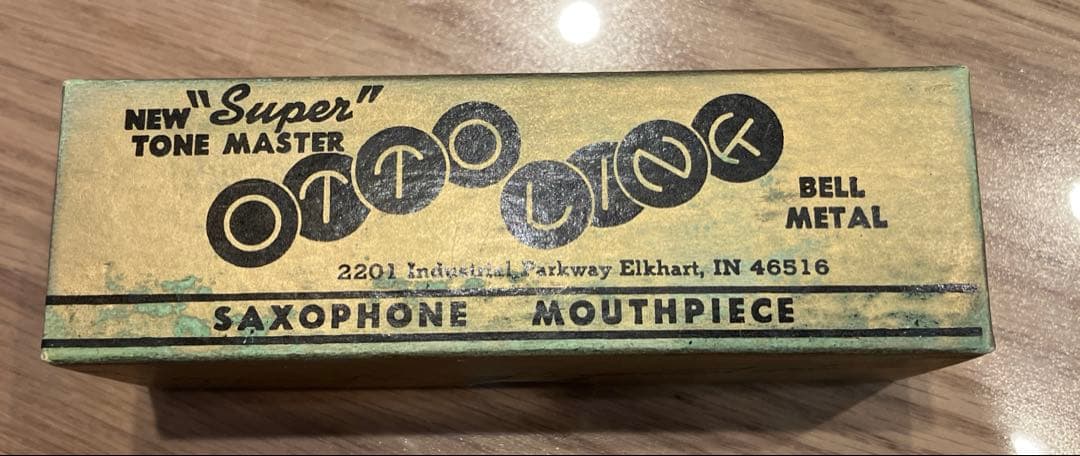 NEW "Super"
TONE MASTER
OTTO LINK
BELL
METAL
2201 Industrial Parkway Elkhart, IN 46516
SAXOPHONE MOUTHPIECE